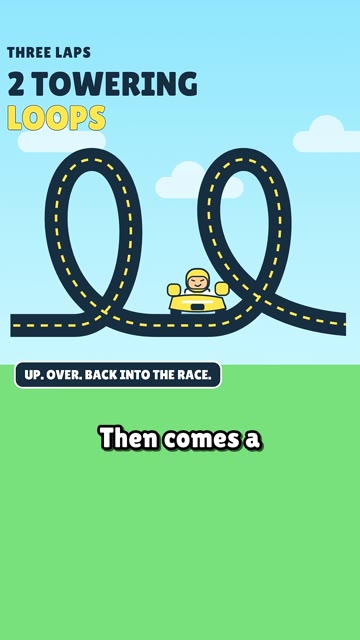 THREE LAPS
2 TOWERING
LOOPS
UP. OVER. BACK INTO THE RACE.
Then comes a